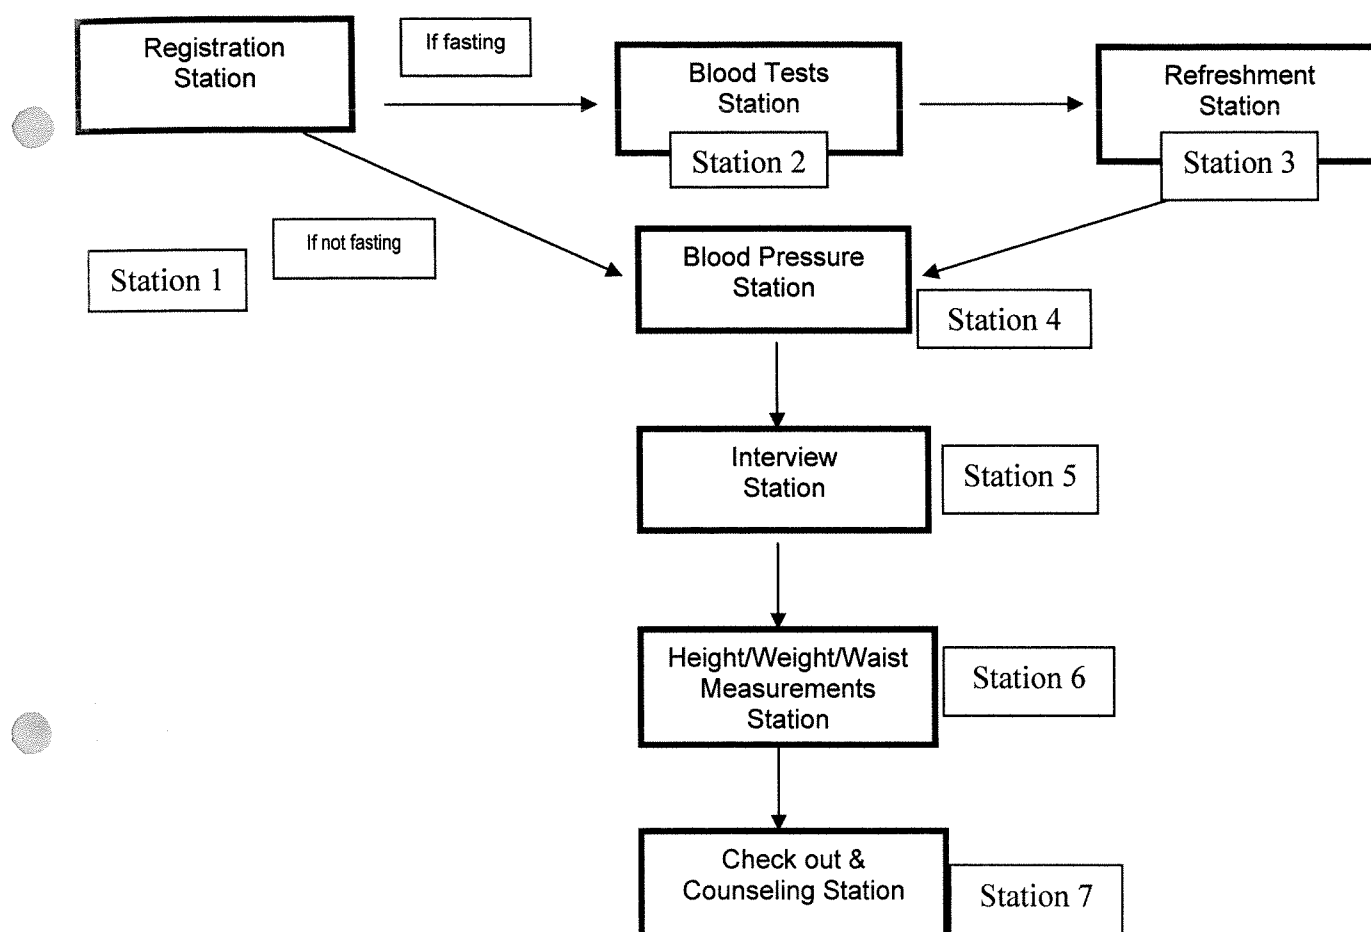 Registration
Station
If fasting
Blood Tests
Station
Station 2
Refreshment
Station
Station 3
Station 1
If not fasting
Blood Pressure
Station
Station 4
Interview
Station
Station 5
Height/Weight/Waist
Measurements
Station
Station 6
Check out &
Counseling Station
Station 7